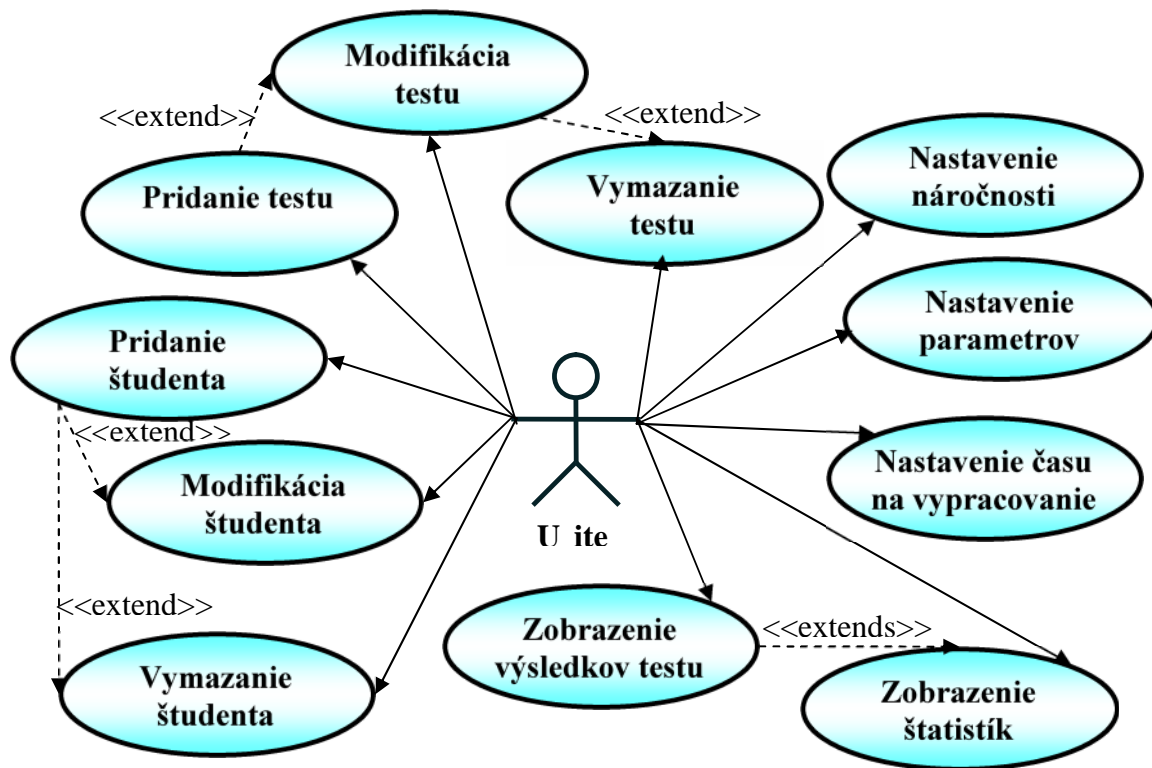 Modifikácia
testu
<<extend>>
<<extend>>
Pridanie testu
Vymazanie
testu
Nastavenie
náročnosti
Nastavenie
parametrov
Pridanie
študenta
<<extend>>
Modifikácia
študenta
Nastavenie času
na vypracovanie
U ite
<<extend>>
Vymazanie
študenta
Zobrazenie
výsledkov testu
<<extends>>
Zobrazenie
štatistík